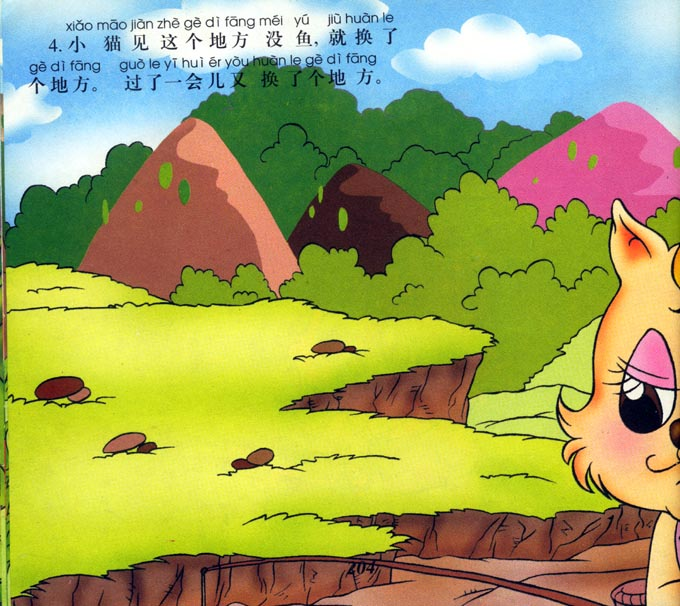 xiǎo māo jiàn zhè gè dì fāng méi yú jiù huàn le
4.小猫见这个地方没鱼,就换了
gè dì fāng guò le yī huì ér yòu huàn le gè dì fāng
个地方。过了一会儿又换了个地方。
204